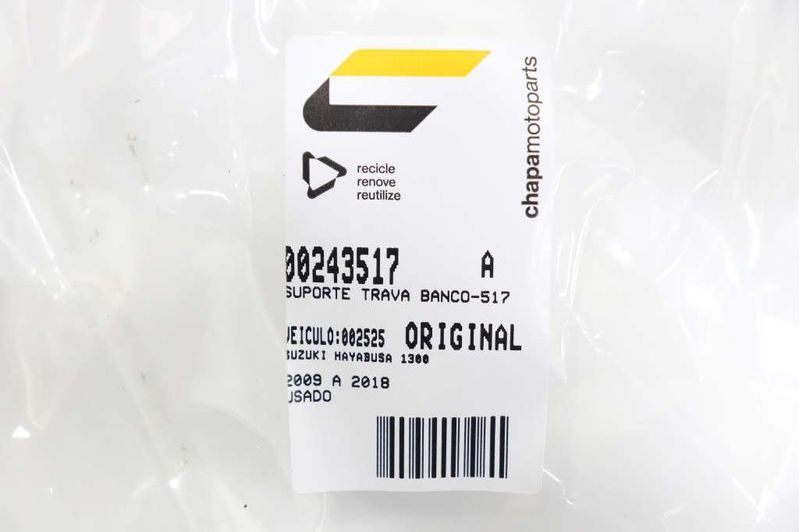 chapamotoparts
recicle
renove
reutilize
00243517 A
SUPORTE TRAVA BANCO-517
VEICULO:002525 ORIGINAL
SUZUKI HAYABUSA 1300
2009 A 2018
USADO